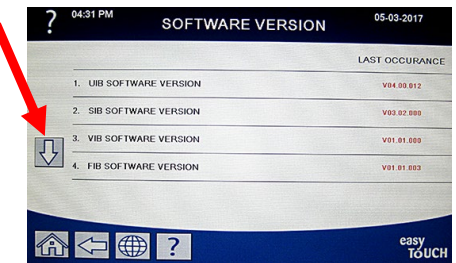 ? 04:31 PM SOFTWARE VERSION 05-03-2017
LAST OCCURANCE
1. UIB SOFTWARE VERSION V04.00.012
2. SIB SOFTWARE VERSION V03.02.000
3. VIB SOFTWARE VERSION V01.01.000
4. FIB SOFTWARE VERSION V01.01.003
? easy
TOUCH